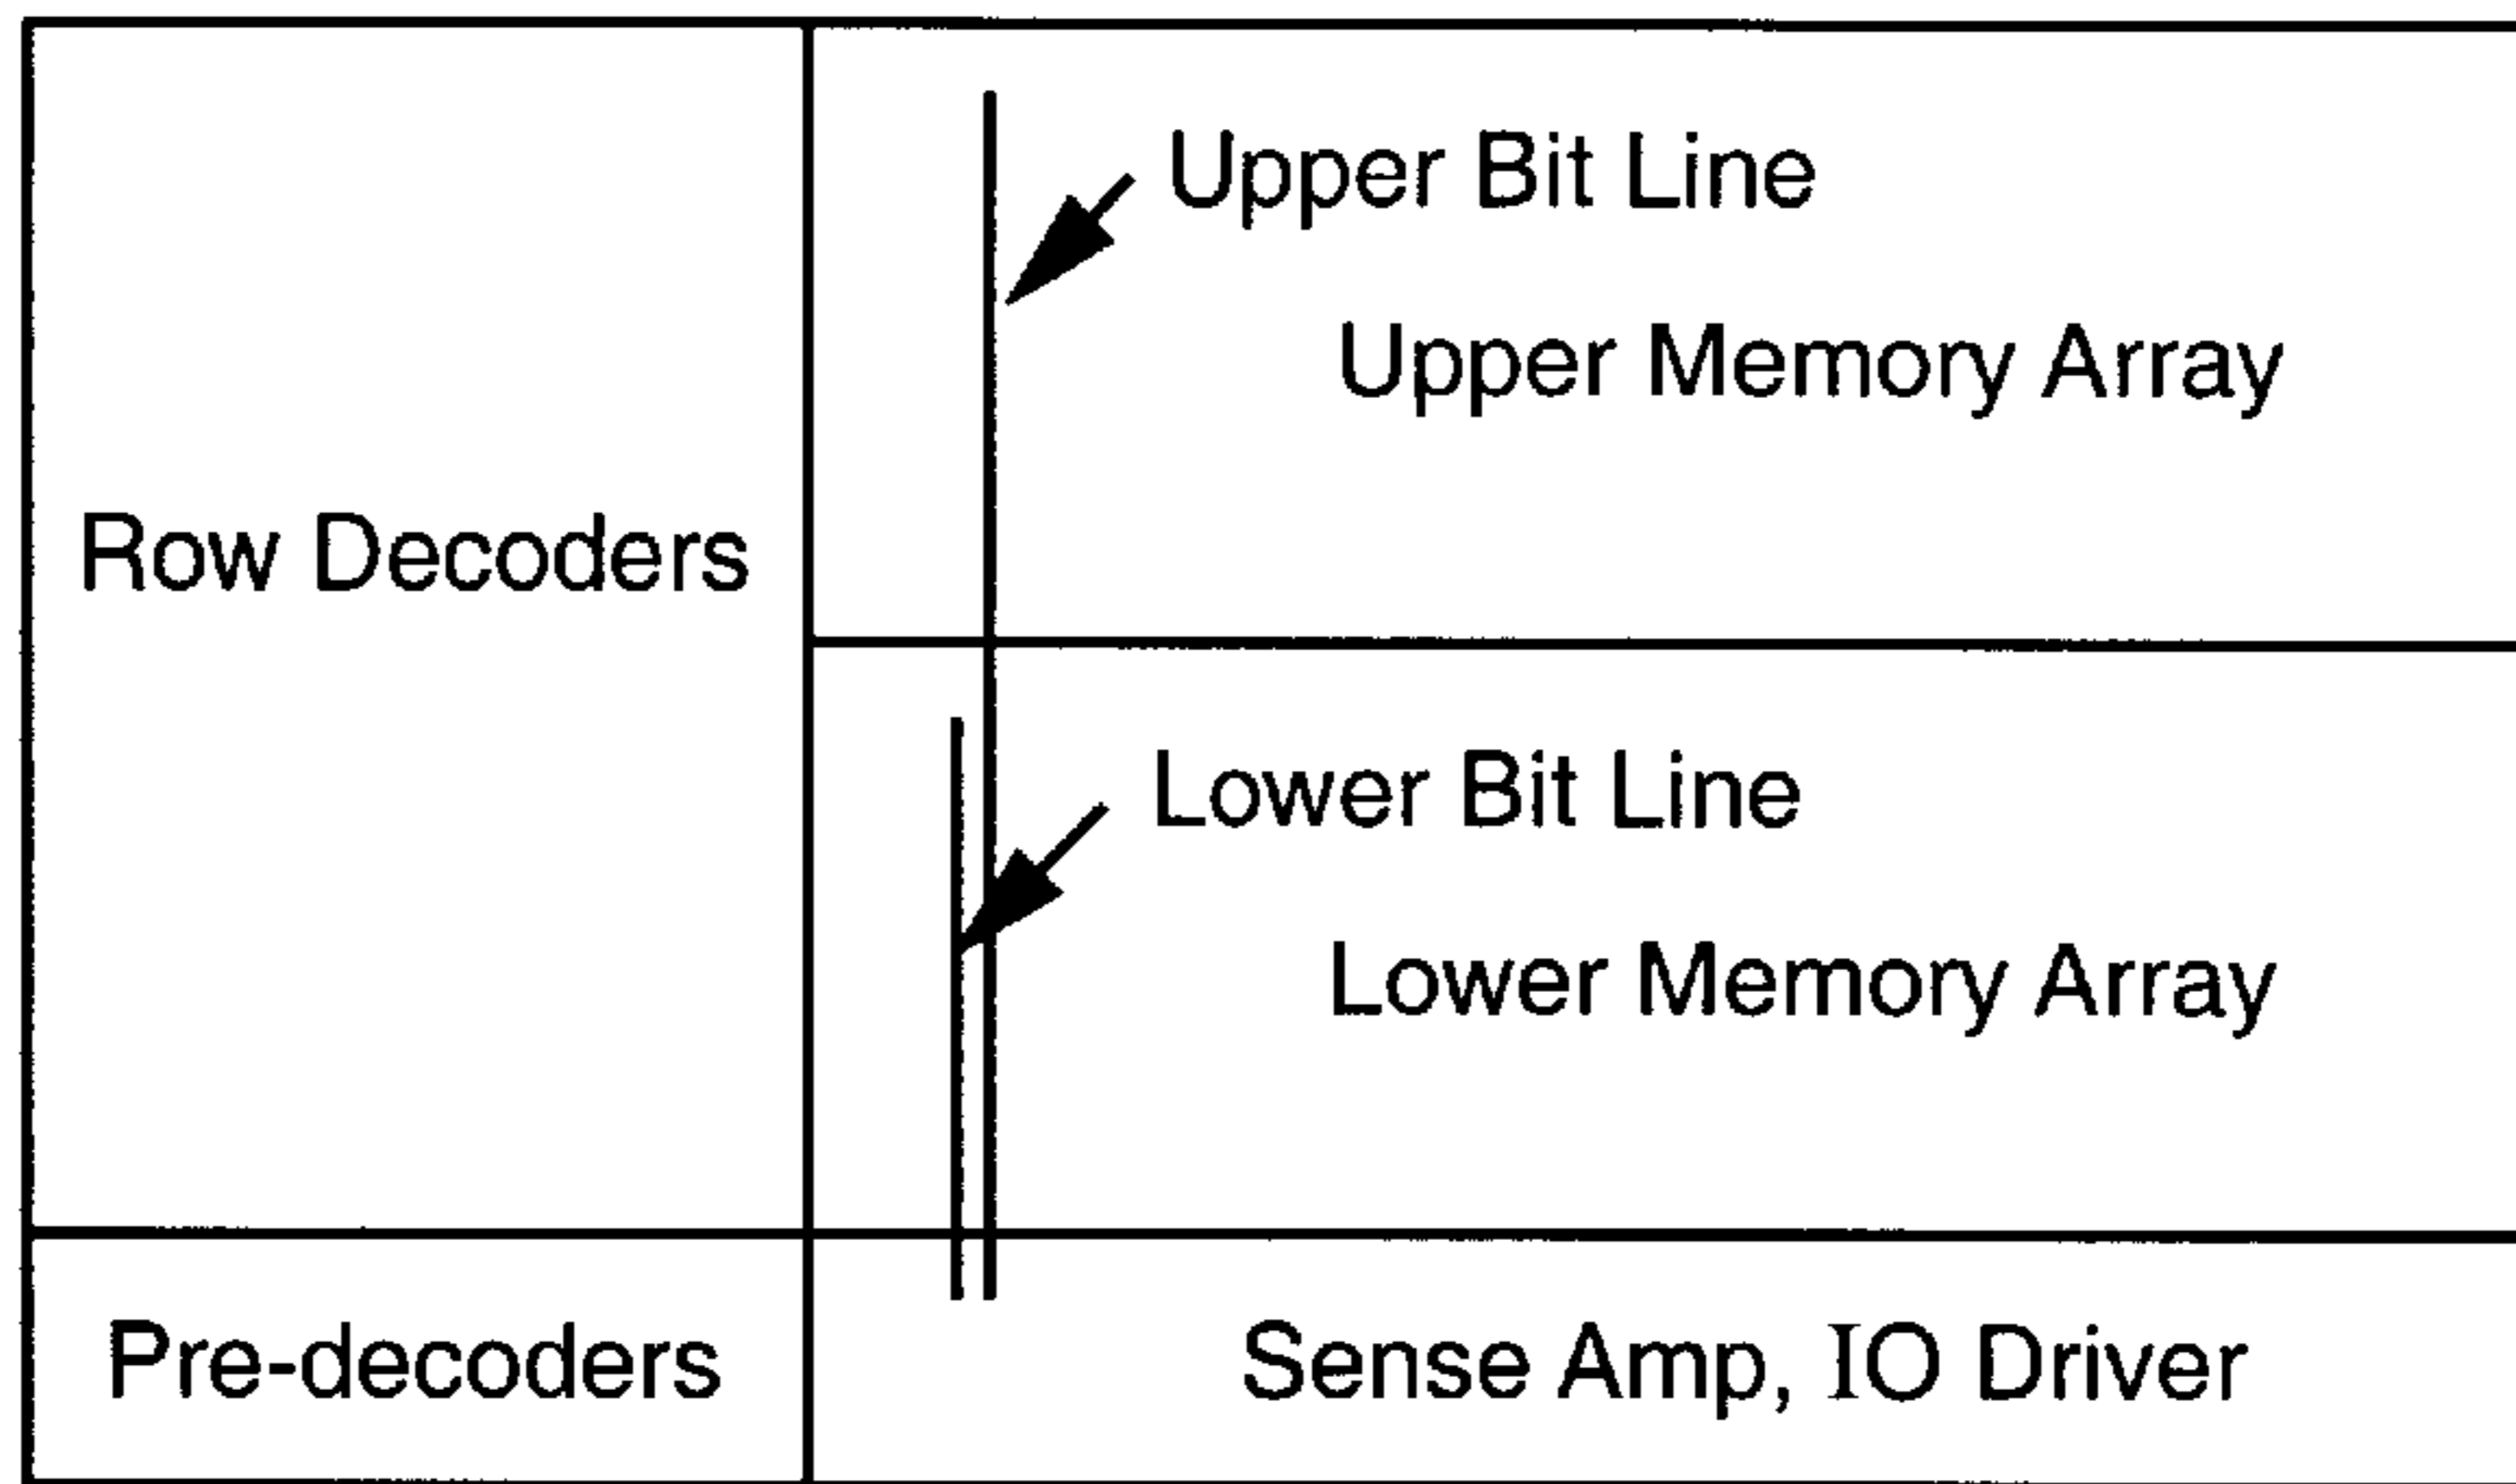 Upper Bit Line
Upper Memory Array
Row Decoders
Lower Bit Line
Lower Memory Array
Pre-decoders
Sense Amp, IO Driver